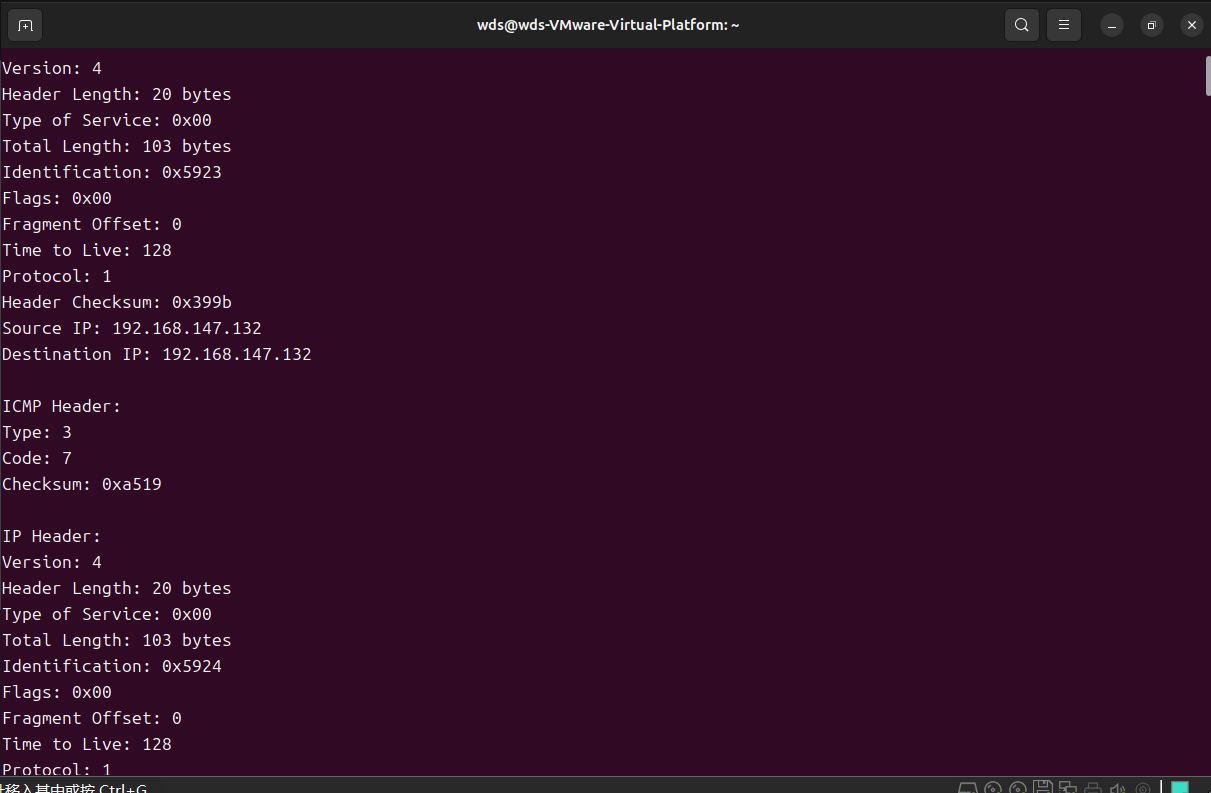 wds@wds-VMware-Virtual-Platform: ~
Version: 4
Header Length: 20 bytes
Type of Service: 0x00
Total Length: 103 bytes
Identification: 0x5923
Flags: 0x00
Fragment Offset: 0
Time to Live: 128
Protocol: 1
Header Checksum: 0x399b
Source IP: 192.168.147.132
Destination IP: 192.168.147.132
ICMP Header:
Type: 3
Code: 7
Checksum: 0xa519
IP Header:
Version: 4
Header Length: 20 bytes
Type of Service: 0x00
Total Length: 103 bytes
Identification: 0x5924
Flags: 0x00
Fragment Offset: 0
Time to Live: 128
Protocol: 1
移入其中或按 Ctrl+G